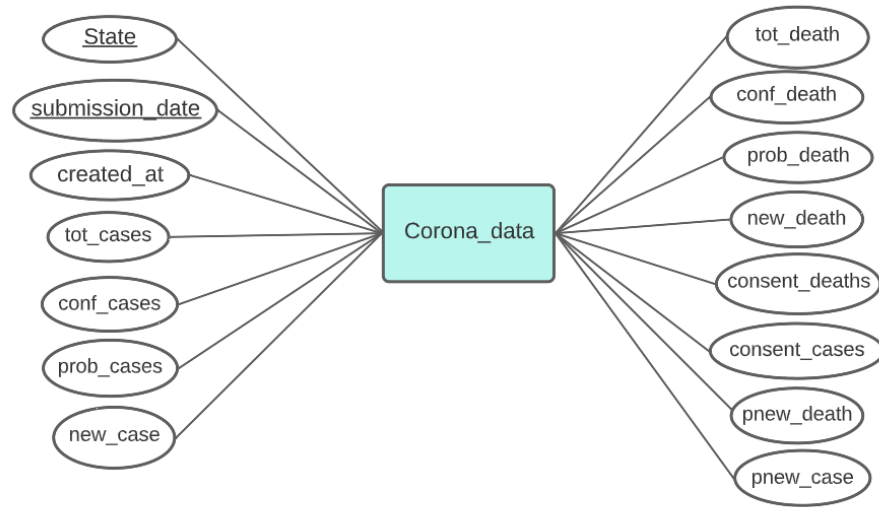 State
submission_date
created_at
tot_cases
conf_cases
prob_cases
new_case
Corona_data
tot_death
conf_death
prob_death
new_death
consent_deaths
consent_cases
pnew_death
pnew_case